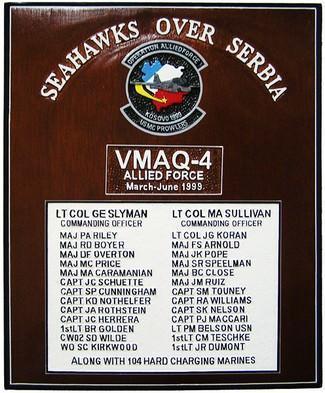 SEAHAWKS OVER SERBIA
OPERATION ALLIED FORCE
KOSOVO 1999
USMC PROWLERS
VMAQ-4
ALLIED FORCE
March-June 1999
LT COL GE SLYMAN
COMMANDING OFFICER
MAJ PA RILEY
MAJ RD BOYER
MAJ DF OVERTON
MAJ MC PRICE
MAJ MA CARAMANIAN
CAPT JC SCHUETTE
CAPT SP CUNNINGHAM
CAPT KD NOTHELFER
CAPT JA ROTHSTEIN
CAPT JC HERRERA
1stLT BR GOLDEN
CWO2 SD WILDE
WO SC KIRKWOOD
LT COL MA SULLIVAN
COMMANDING OFFICER
LT COL JG KORAN
MAJ FS ARNOLD
MAJ JK POPE
MAJ SR SPEELMAN
MAJ BC CLOSE
MAJ JM RUIZ
CAPT SM TOUNEY
CAPT RA WILLIAMS
CAPT SK NELSON
CAPT PJ MACCARI
LT PM BELSON USN
1stLT CM TESCHKE
1stLT JR DUMONT
ALONG WITH 104 HARD CHARGING MARINES